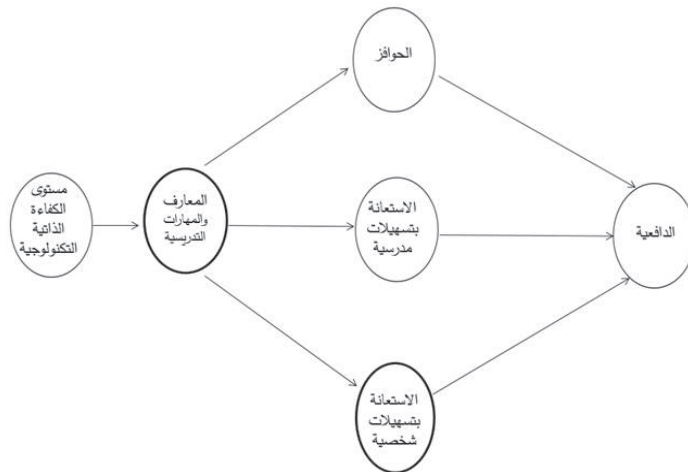 الحوافز
مستوى
الكفاءة
الذاتية
التكنولوجية
المعارف
والمهارات
التدريسية
الاستعانة
بتسهيلات
مدرسية
الدافعية
الاستعانة
بتسهيلات
شخصية